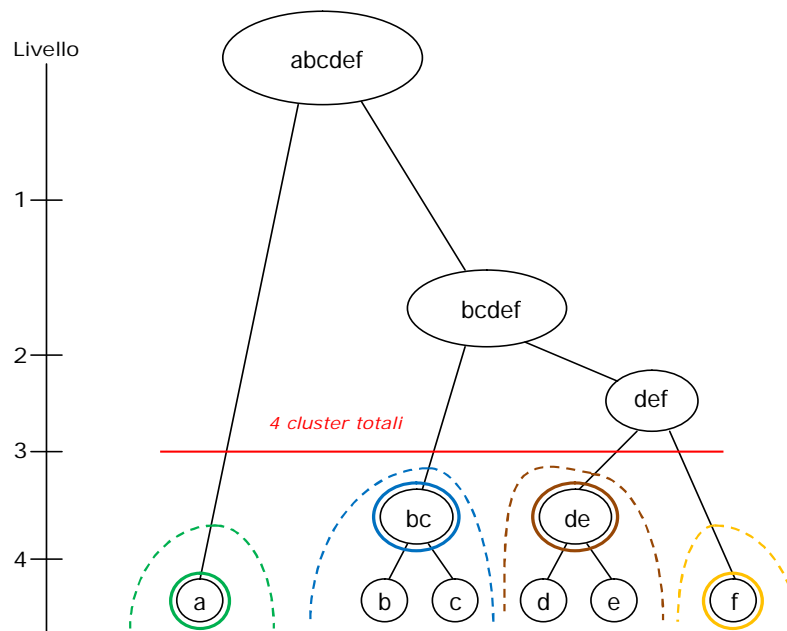 Livello
abcdef
1
bcdef
2
def
4 cluster totali
3
bc
de
4
a
b
c
d
e
f